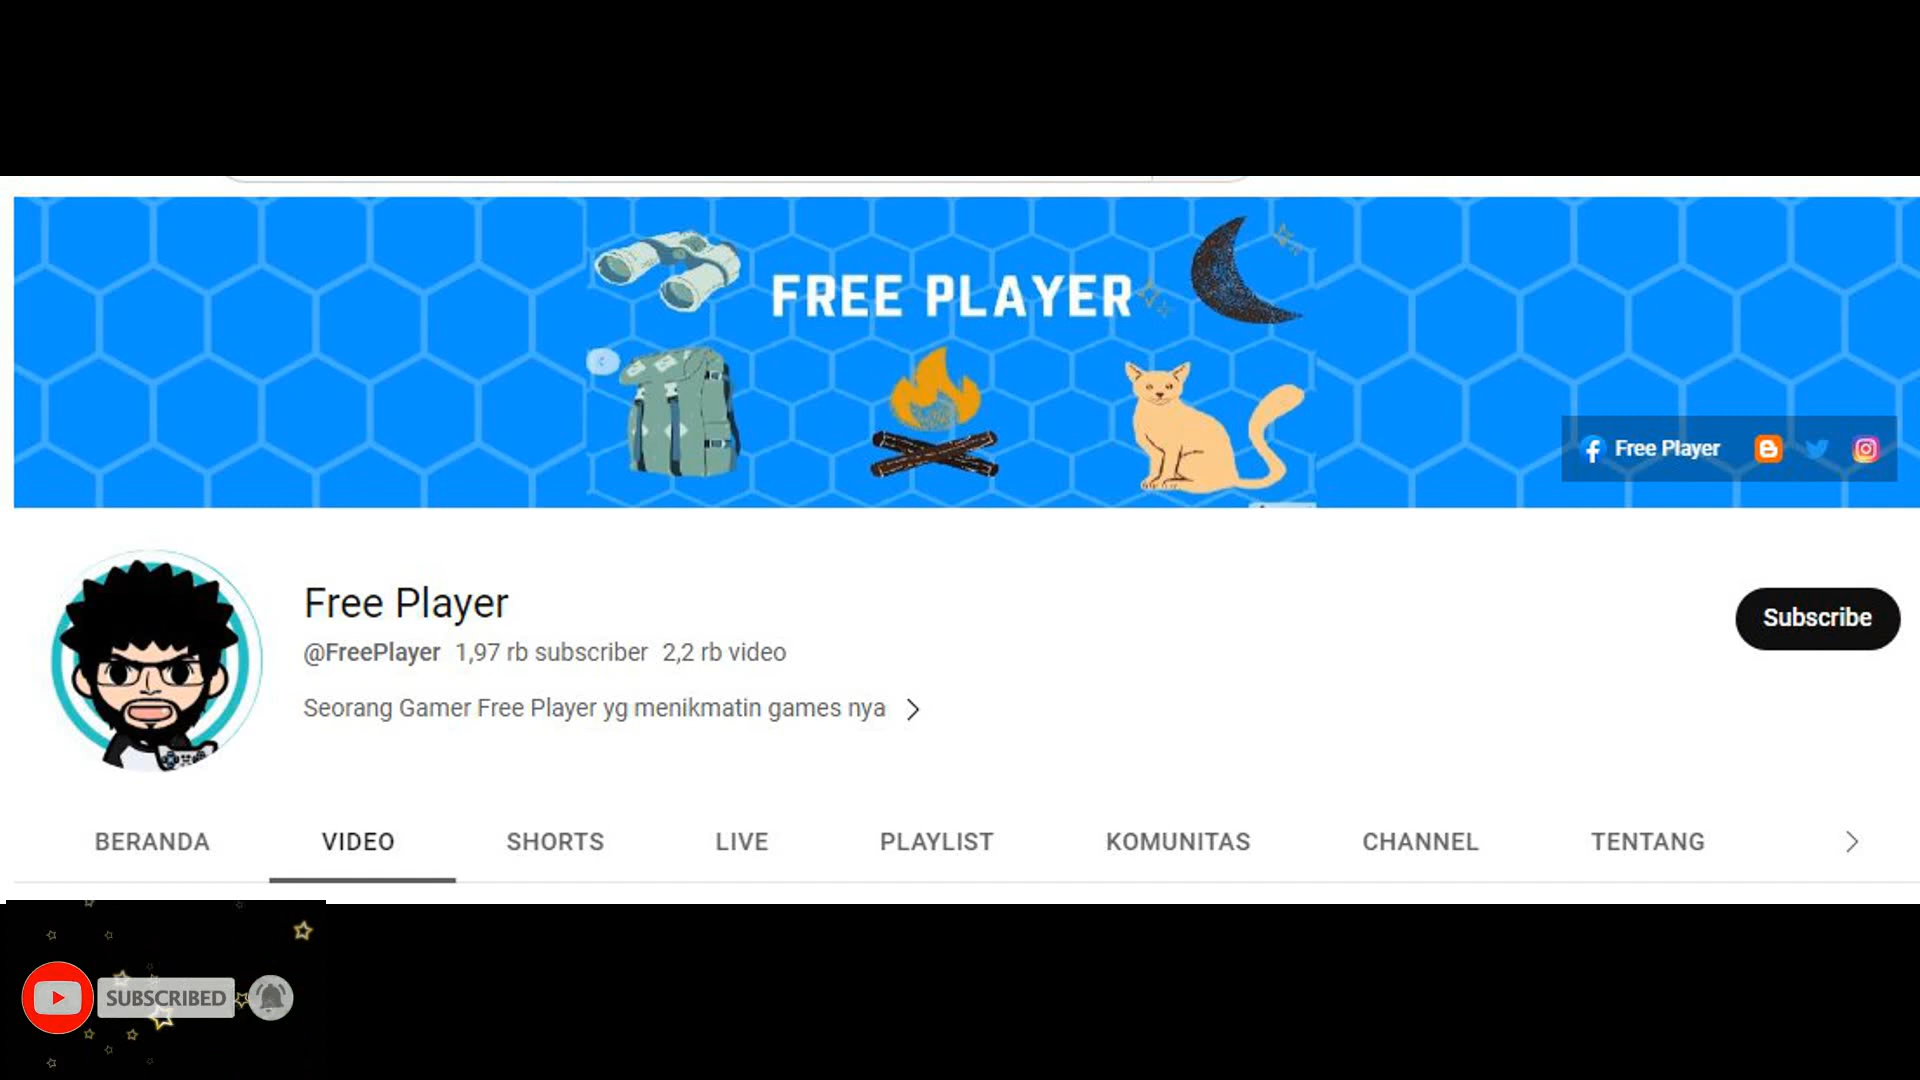 FREE PLAYER
Free Player
Free Player
Subscribe
@FreePlayer 1,97 rb subscriber 2,2 rb video
Seorang Gamer Free Player yg menikmatin games nya
BERANDA VIDEO SHORTS LIVE PLAYLIST KOMUNITAS CHANNEL TENTANG
SUBSCRIBED